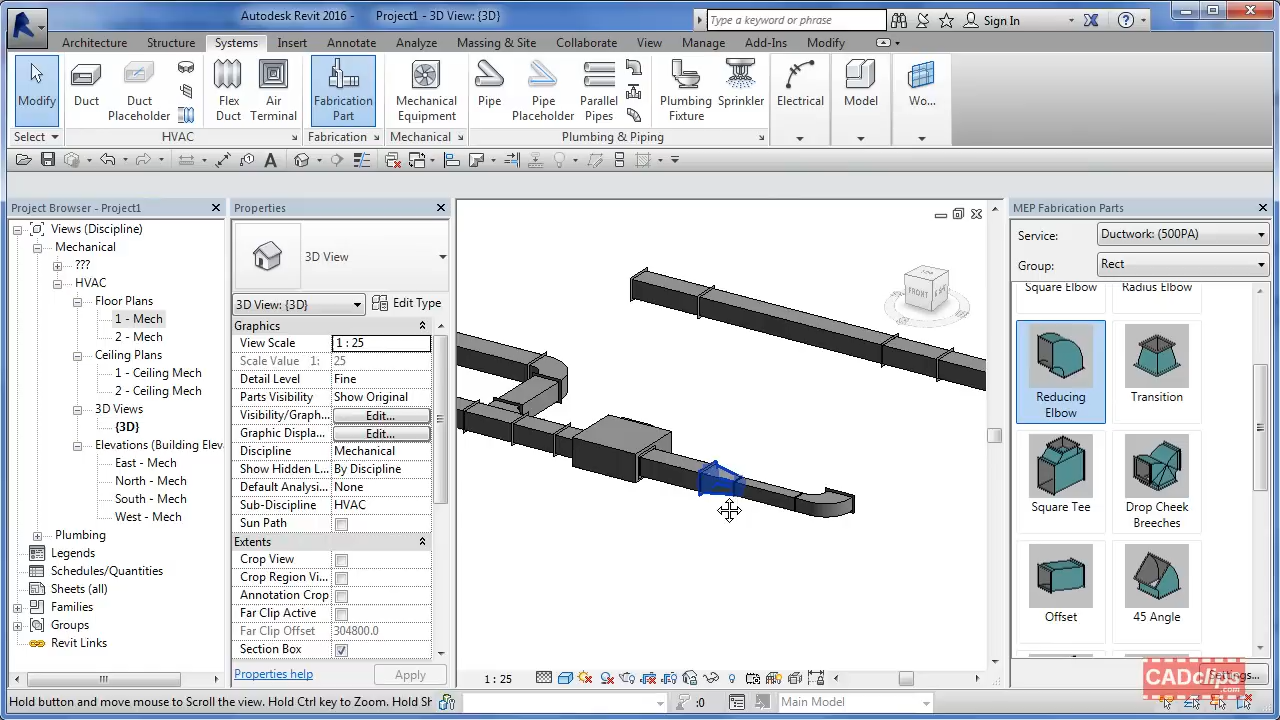 Autodesk Revit 2016 -    Project1 - 3D View: {3D}
Type a keyword or phrase
Sign In
Architecture Structure Systems Insert Annotate Analyze Massing & Site Collaborate View Manage Add-Ins Modify
Modify
Duct
Duct Placeholder
Flex Duct
Air Terminal
Fabrication Part
Mechanical Equipment
Pipe
Pipe Placeholder
Parallel Pipes
Plumbing Fixture
Sprinkler
Electrical
Model
Wo...
Select HVAC Fabrication Mechanical Plumbing & Piping
Project Browser - Project1
Views (Discipline)
Mechanical
???
HVAC
Floor Plans
1 - Mech
2 - Mech
Ceiling Plans
1 - Ceiling Mech
2 - Ceiling Mech
3D Views
{3D}
Elevations (Building Elev
East - Mech
North - Mech
South - Mech
West - Mech
Plumbing
Legends
Schedules/Quantities
Sheets (all)
Families
Groups
Revit Links
Properties
3D View
3D View: {3D} Edit Type
Graphics
View Scale 1 : 25
Scale Value 1: 25
Detail Level Fine
Parts Visibility Show Original
Visibility/Graph... Edit...
Graphic Displa... Edit...
Discipline Mechanical
Show Hidden L... By Discipline
Default Analysi... None
Sub-Discipline HVAC
Sun Path
Extents
Crop View
Crop Region Vi...
Annotation Crop
Far Clip Active
Far Clip Offset 304800.0
Section Box
Properties help Apply
FRONT
1 : 25
MEP Fabrication Parts
Service: Ductwork: (500PA)
Group: Rect
Square Elbow Radius Elbow
Reducing Elbow
Transition
Square Tee
Drop Cheek Breeches
Offset
45 Angle
Settings...
CADclips
.com
Hold button and move mouse to Scroll the view. Hold Ctrl key to Zoom. Hold Sh
:0
Main Model